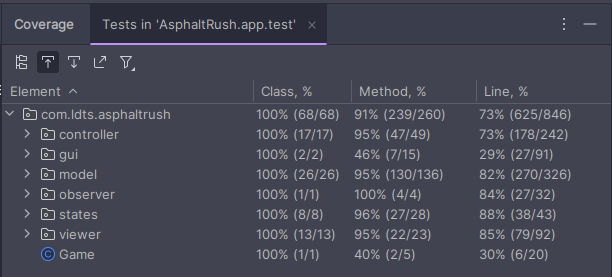 Coverage Tests in 'AsphaltRush.app.test' ×
Element Class, % Method, % Line, %
com.ldts.asphaltrush 100% (68/68) 91% (239/260) 73% (625/846)
controller 100% (17/17) 95% (47/49) 73% (178/242)
gui 100% (2/2) 46% (7/15) 29% (27/91)
model 100% (26/26) 95% (130/136) 82% (270/326)
observer 100% (1/1) 100% (4/4) 84% (27/32)
states 100% (8/8) 96% (27/28) 88% (38/43)
viewer 100% (13/13) 95% (22/23) 85% (79/92)
Game 100% (1/1) 40% (2/5) 30% (6/20)